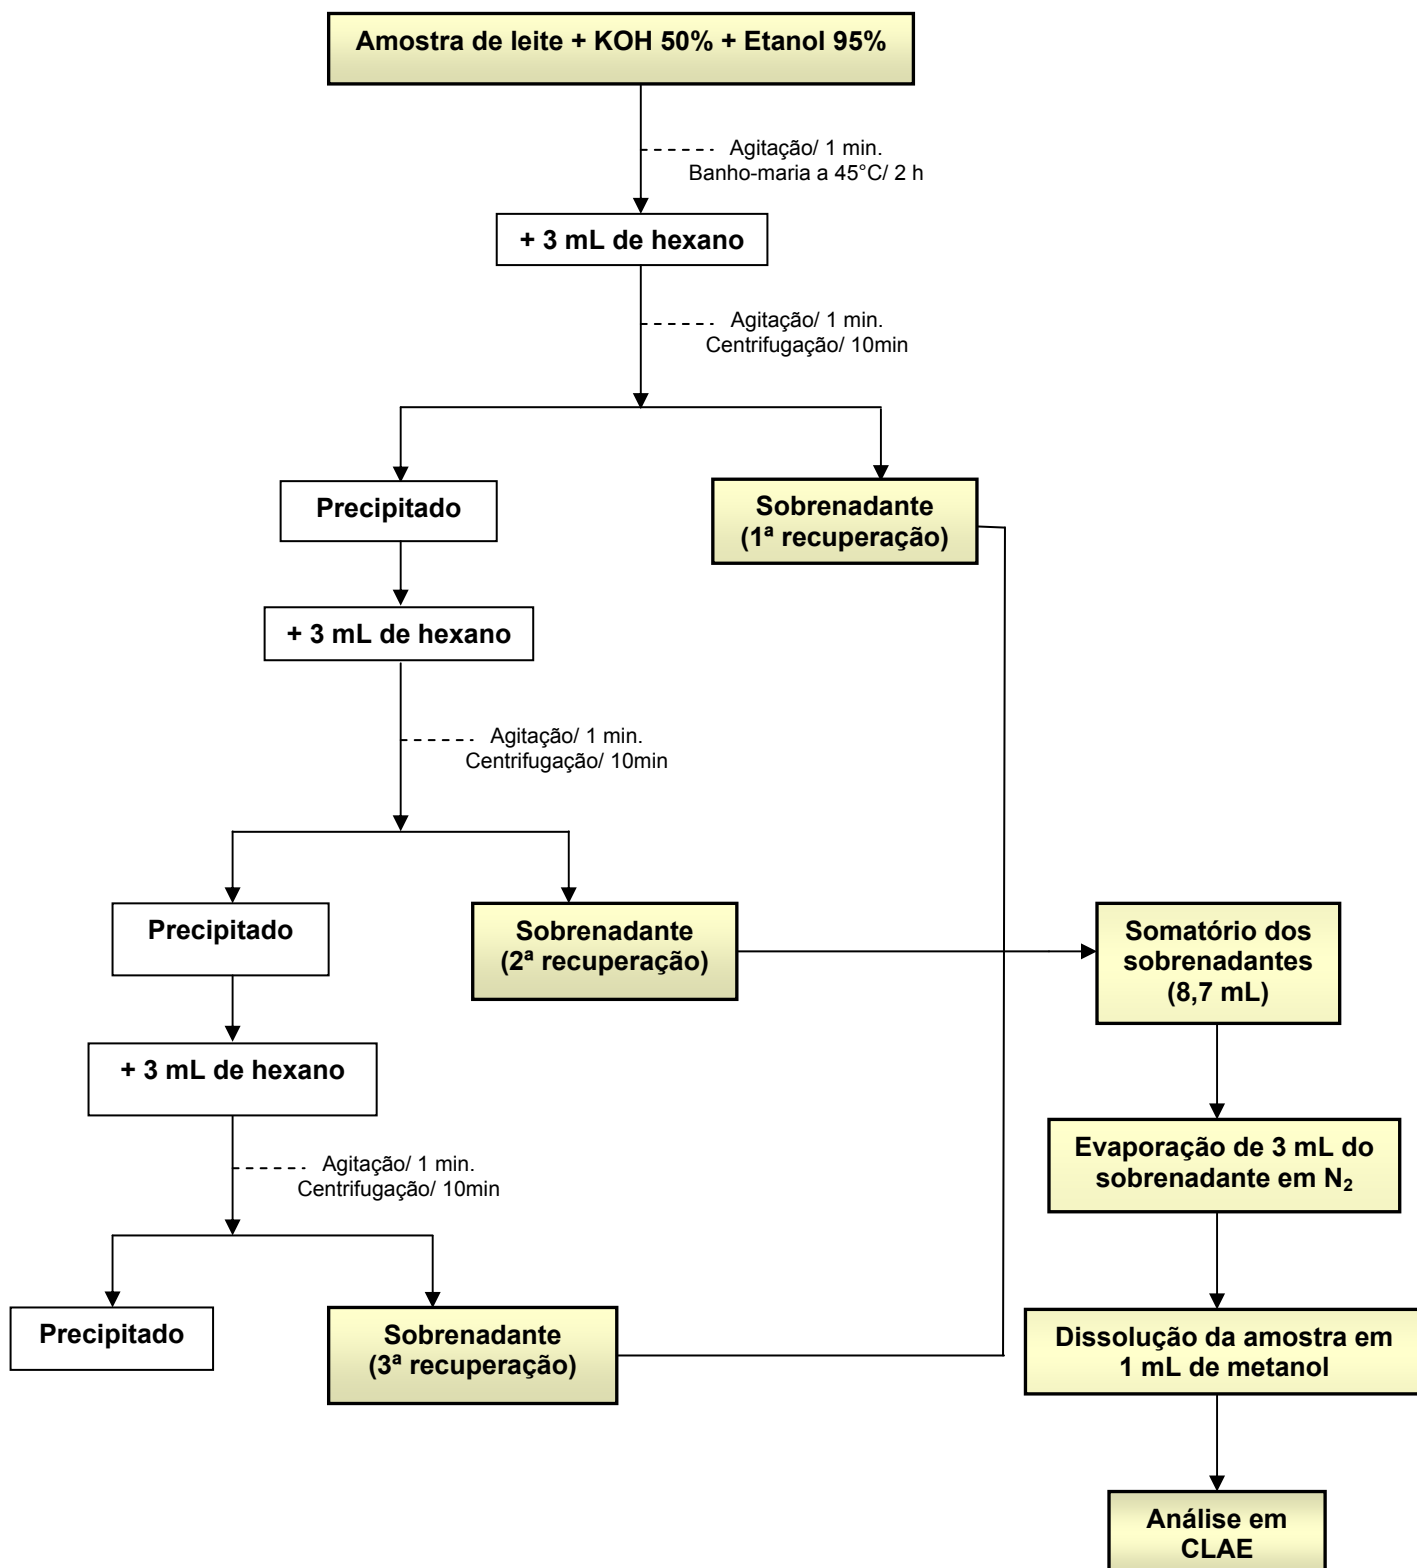 Amostra de leite + KOH 50% + Etanol 95%
Agitação/ 1 min.
Banho-maria a 45°C/ 2 h
+ 3 mL de hexano
Agitação/ 1 min.
Centrifugação/ 10min
Precipitado
Sobrenadante
(1ª recuperação)
+ 3 mL de hexano
Agitação/ 1 min.
Centrifugação/ 10min
Precipitado
Sobrenadante
(2ª recuperação)
Somatório dos
sobrenadantes
(8,7 mL)
+ 3 mL de hexano
Evaporação de 3 mL do
sobrenadante em N₂
Agitação/ 1 min.
Centrifugação/ 10min
Precipitado
Sobrenadante
(3ª recuperação)
Dissolução da amostra em
1 mL de metanol
Análise em
CLAE